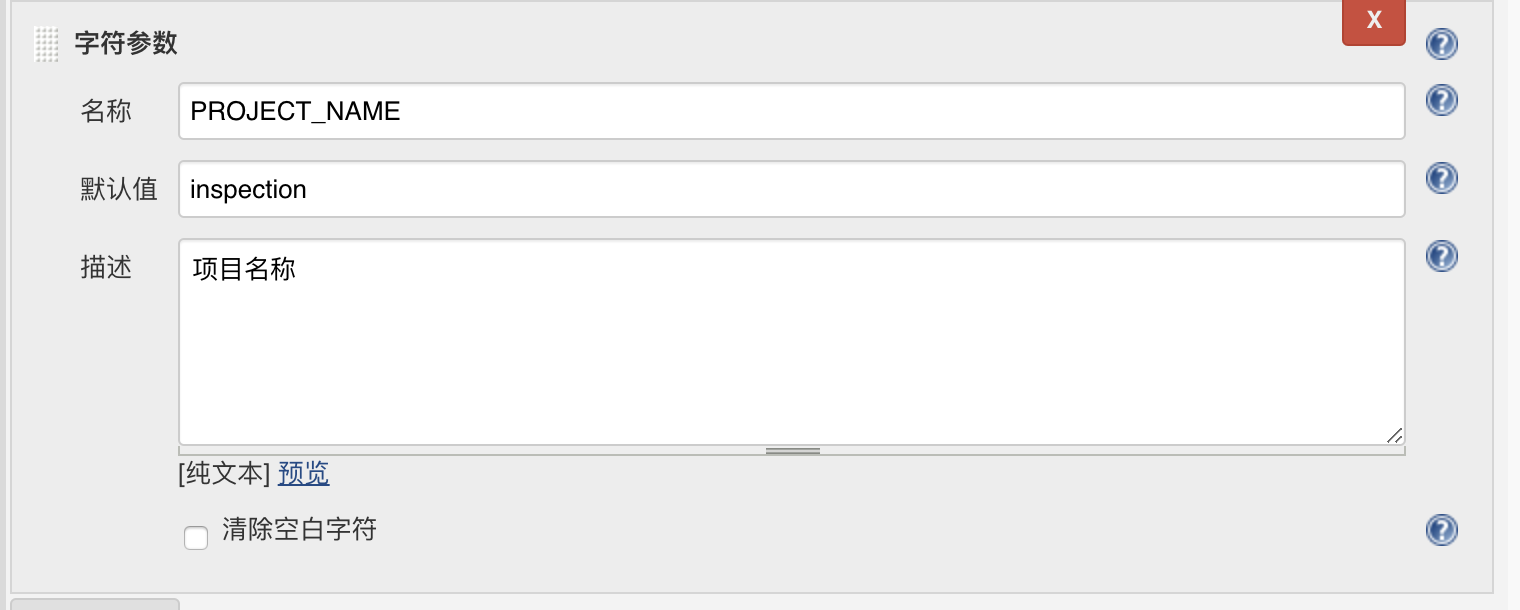 字符参数
X
名称
PROJECT_NAME
默认值
inspection
描述
项目名称
[纯文本] 预览
清除空白字符